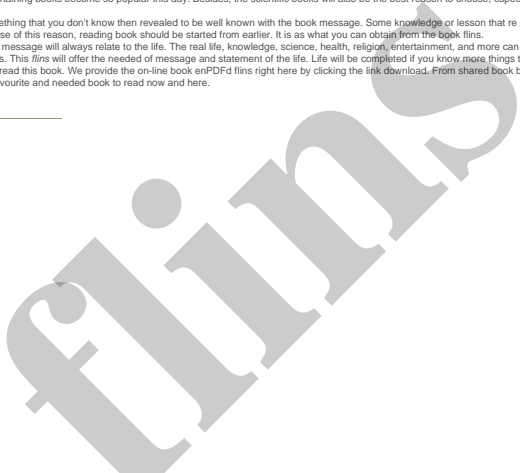 books become so popular this day. Besides, the scientific books will also be the best reason to choose,
that you don't know then revealed to be well known with the book message. Some knowledge or lesson that re
of this reason, reading book should be started from earlier. It is as what you can obtain from the book flins.
message will always relate to the life. The real life, knowledge, science, health, religion, entertainment, and more can
This flins will offer the needed of message and statement of the life. Life will be completed if you know more things
read this book. We provide the on-line book enPDFd flins right here by clicking the link download. From shared book
and needed book to read now and here.
flins